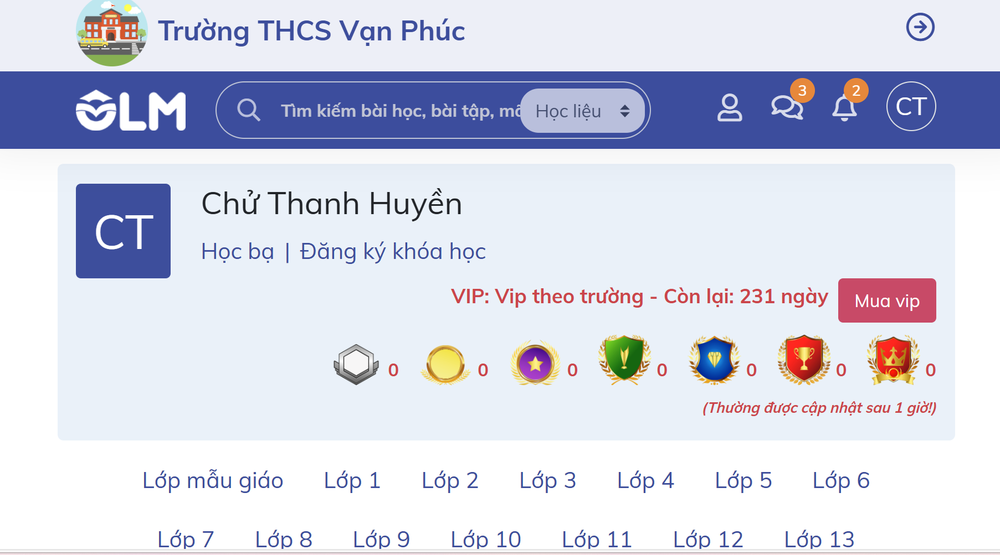 Trường THCS Vạn Phúc
OLM
Tìm kiếm bài học, bài tập, mã
Học liệu
3
2
CT
CT
Chử Thanh Huyền
Học bạ | Đăng ký khóa học
VIP: Vip theo trường - Còn lại: 231 ngày
Mua vip
0 0 0 0 0 0 0
(Thường được cập nhật sau 1 giờ!)
Lớp mẫu giáo Lớp 1 Lớp 2 Lớp 3 Lớp 4 Lớp 5 Lớp 6
Lớp 7 Lớp 8 Lớp 9 Lớp 10 Lớp 11 Lớp 12 Lớp 13